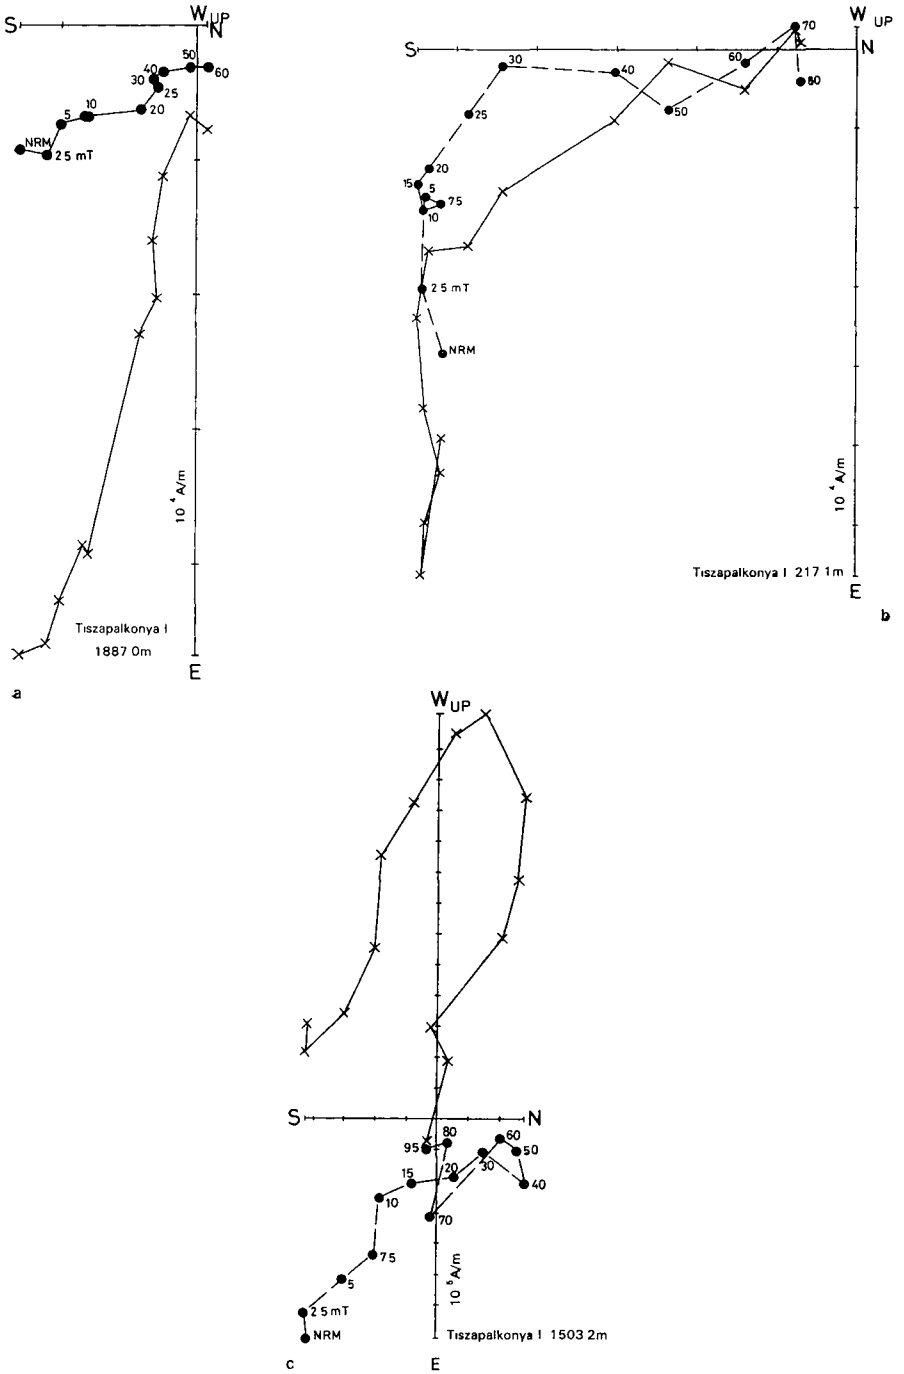 S
W UP
N
50
60
40
30
25
20
10
5
NRM
2 5 mT
10 ⁴ A/m
Tiszapalkonya I
1887 0m
E
a
S
W UP
N
70
60
80
30
40
50
25
20
15
5
7 5
10
2 5 mT
NRM
10 ⁴ A/m
Tiszapalkonya I 217 1m
E
b
W UP
S
N
80
95
60
50
30
40
20
15
10
70
7 5
5
2 5 mT
NRM
10 ⁵ A/m
Tiszapalkonya I 1503 2m
E
c